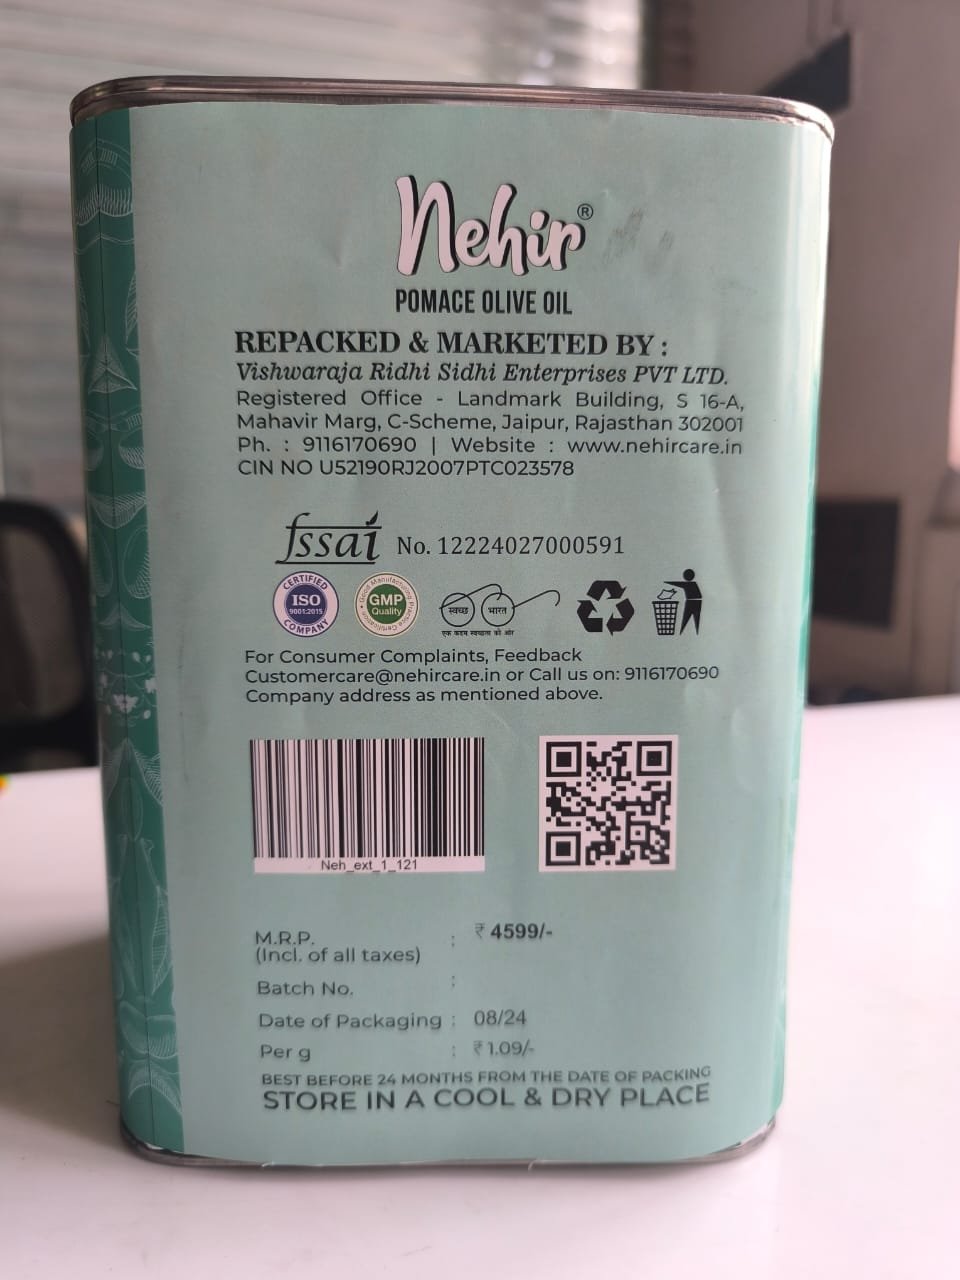 Nehir®
POMACE OLIVE OIL
REPACKED & MARKETED BY :
Vishwaraja Ridhi Sidhi Enterprises PVT LTD.
Registered Office - Landmark Building, S 16-A,
Mahavir Marg, C-Scheme, Jaipur, Rajasthan 302001
Ph. : 9116170690 | Website : www.nehircare.in
CIN NO U52190RJ2007PTC023578
fssai No. 12224027000591
CERTIFIED
ISO
9001:2015
COMPANY
Good Manufacturing Practice Certification
GMP
Quality
स्वच्छ भारत
एक कदम स्वच्छता की ओर
For Consumer Complaints, Feedback
Customercare@nehircare.in or Call us on: 9116170690
Company address as mentioned above.
Neh_ext_1_121
M.R.P. : ₹ 4599/-
(Incl. of all taxes)
Batch No. :
Date of Packaging : 08/24
Per g : ₹ 1.09/-
BEST BEFORE 24 MONTHS FROM THE DATE OF PACKING
STORE IN A COOL & DRY PLACE